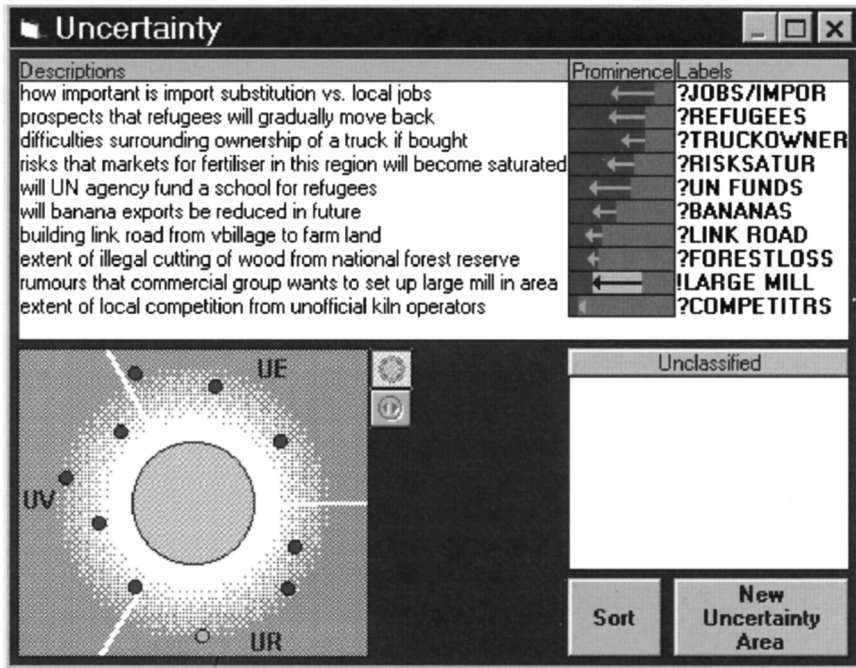 Uncertainty
Descriptions Prominence Labels
how important is import substitution vs. local jobs ?JOBS/IMPOR
prospects that refugees will gradually move back ?REFUGEES
difficulties surrounding ownership of a truck if bought ?TRUCKOWNER
risks that markets for fertiliser in this region will become saturated ?RISKSATUR
will UN agency fund a school for refugees ?UN FUNDS
will banana exports be reduced in future ?BANANAS
building link road from vbillage to farm land ?LINK ROAD
extent of illegal cutting of wood from national forest reserve ?FORESTLOSS
rumours that commercial group wants to set up large mill in area !LARGE MILL
extent of local competition from unofficial kiln operators ?COMPETITRS
UE
UV
UR
Unclassified
Sort
New
Uncertainty
Area